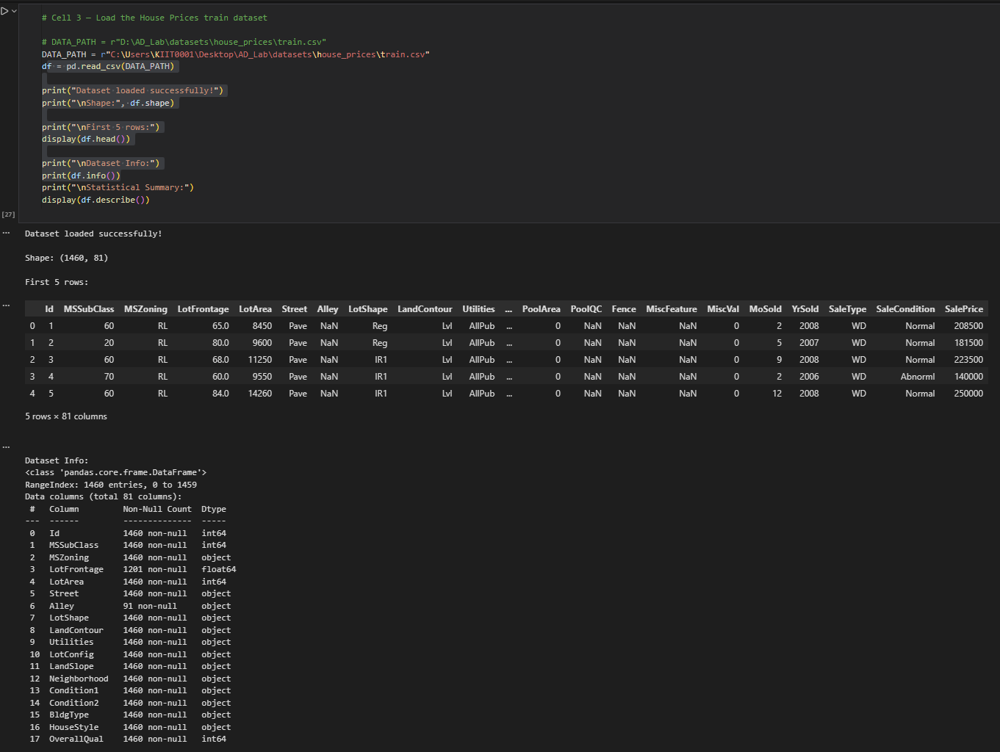 # Cell 3 — Load the House Prices train dataset
# DATA_PATH = r"D:\AD_Lab\datasets\house_prices\train.csv"
DATA_PATH = r"C:\Users\KIIT0001\Desktop\AD_Lab\datasets\house_prices\train.csv"
df = pd.read_csv(DATA_PATH)
print("Dataset loaded successfully!")
print("\nShape:", df.shape)
print("\nFirst 5 rows:")
display(df.head())
print("\nDataset Info:")
print(df.info())
print("\nStatistical Summary:")
display(df.describe())
[27]
... Dataset loaded successfully!
Shape: (1460, 81)
First 5 rows:
...
Id MSSubClass MSZoning LotFrontage LotArea Street Alley LotShape LandContour Utilities ... PoolArea PoolQC Fence MiscFeature MiscVal MoSold YrSold SaleType SaleCondition SalePrice
0 1 60 RL 65.0 8450 Pave NaN Reg Lvl AllPub ... 0 NaN NaN NaN 0 2 2008 WD Normal 208500
1 2 20 RL 80.0 9600 Pave NaN Reg Lvl AllPub ... 0 NaN NaN NaN 0 5 2007 WD Normal 181500
2 3 60 RL 68.0 11250 Pave NaN IR1 Lvl AllPub ... 0 NaN NaN NaN 0 9 2008 WD Normal 223500
3 4 70 RL 60.0 9550 Pave NaN IR1 Lvl AllPub ... 0 NaN NaN NaN 0 2 2006 WD Abnorml 140000
4 5 60 RL 84.0 14260 Pave NaN IR1 Lvl AllPub ... 0 NaN NaN NaN 0 12 2008 WD Normal 250000
5 rows × 81 columns
...
Dataset Info:
<class 'pandas.core.frame.DataFrame'>
RangeIndex: 1460 entries, 0 to 1459
Data columns (total 81 columns):
# Column Non-Null Count Dtype
--- ------ -------------- -----
0 Id 1460 non-null int64
1 MSSubClass 1460 non-null int64
2 MSZoning 1460 non-null object
3 LotFrontage 1201 non-null float64
4 LotArea 1460 non-null int64
5 Street 1460 non-null object
6 Alley 91 non-null object
7 LotShape 1460 non-null object
8 LandContour 1460 non-null object
9 Utilities 1460 non-null object
10 LotConfig 1460 non-null object
11 LandSlope 1460 non-null object
12 Neighborhood 1460 non-null object
13 Condition1 1460 non-null object
14 Condition2 1460 non-null object
15 BldgType 1460 non-null object
16 HouseStyle 1460 non-null object
17 OverallQual 1460 non-null int64